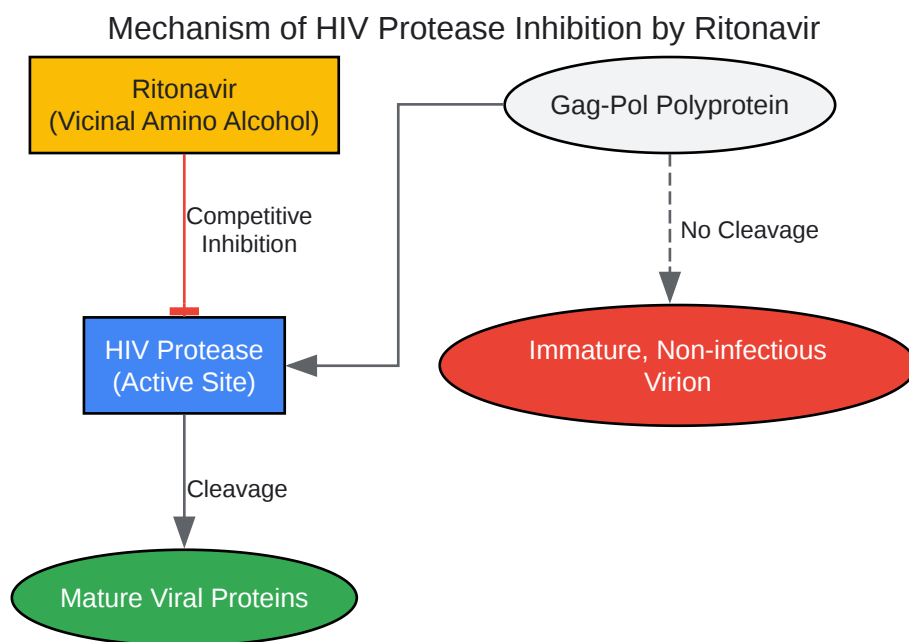 Mechanism of HIV Protease Inhibition by Ritonavir
Ritonavir
(Vicinal Amino Alcohol)
Gag-Pol Polyprotein
Competitive
Inhibition
No Cleavage
HIV Protease
(Active Site)
Immature, Non-infectious
Virion
Cleavage
Mature Viral Proteins